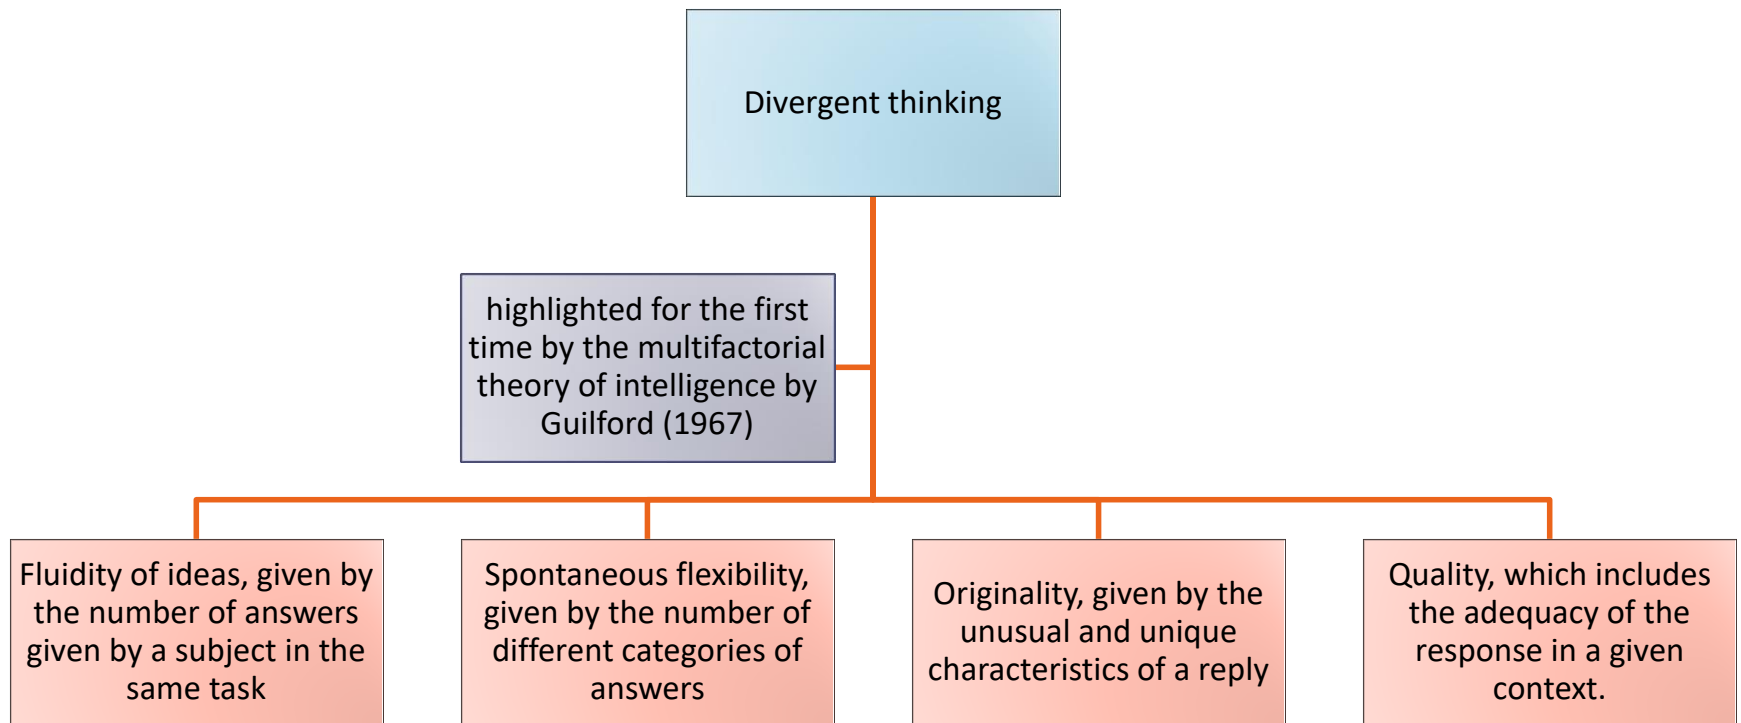 Divergent thinking
highlighted for the first
time by the multifactorial
theory of intelligence by
Guilford (1967)
Fluidity of ideas, given by
the number of answers
given by a subject in the
same task
Spontaneous flexibility,
given by the number of
different categories of
answers
Originality, given by the
unusual and unique
characteristics of a reply
Quality, which includes
the adequacy of the
response in a given
context.